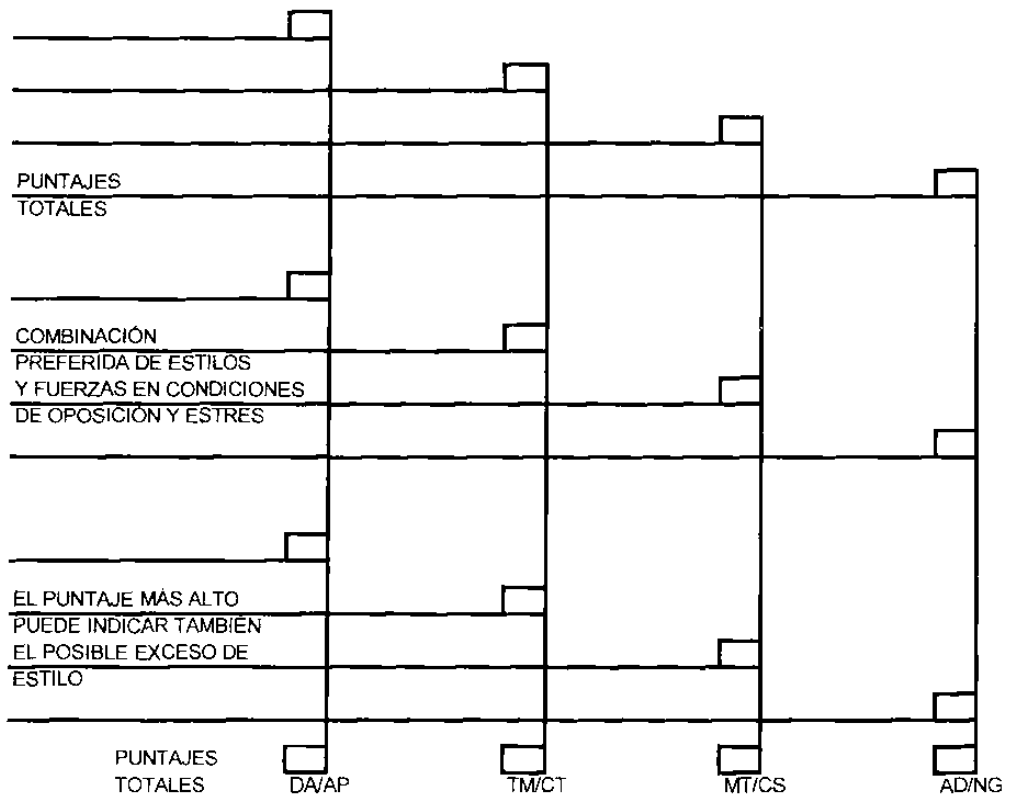 PUNTAJES
TOTALES
COMBINACIÓN
PREFERIDA DE ESTILOS
Y FUERZAS EN CONDICIONES
DE OPOSICIÓN Y ESTRES
EL PUNTAJE MÁS ALTO
PUEDE INDICAR TAMBIÉN
EL POSIBLE EXCESO DE
ESTILO
PUNTAJES
TOTALES DA/AP TM/CT MT/CS AD/NG